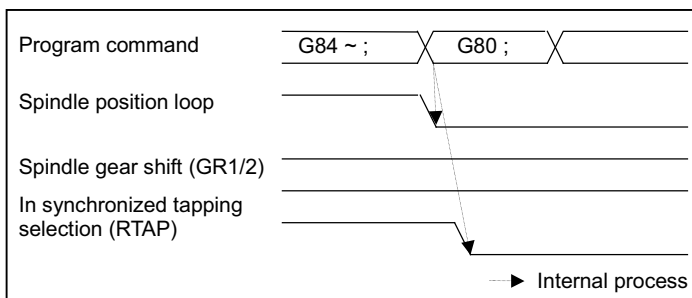 Program command
G84 ~ ;
G80 ;
Spindle position loop
Spindle gear shift (GR1/2)
In synchronized tapping
selection (RTAP)
Internal process